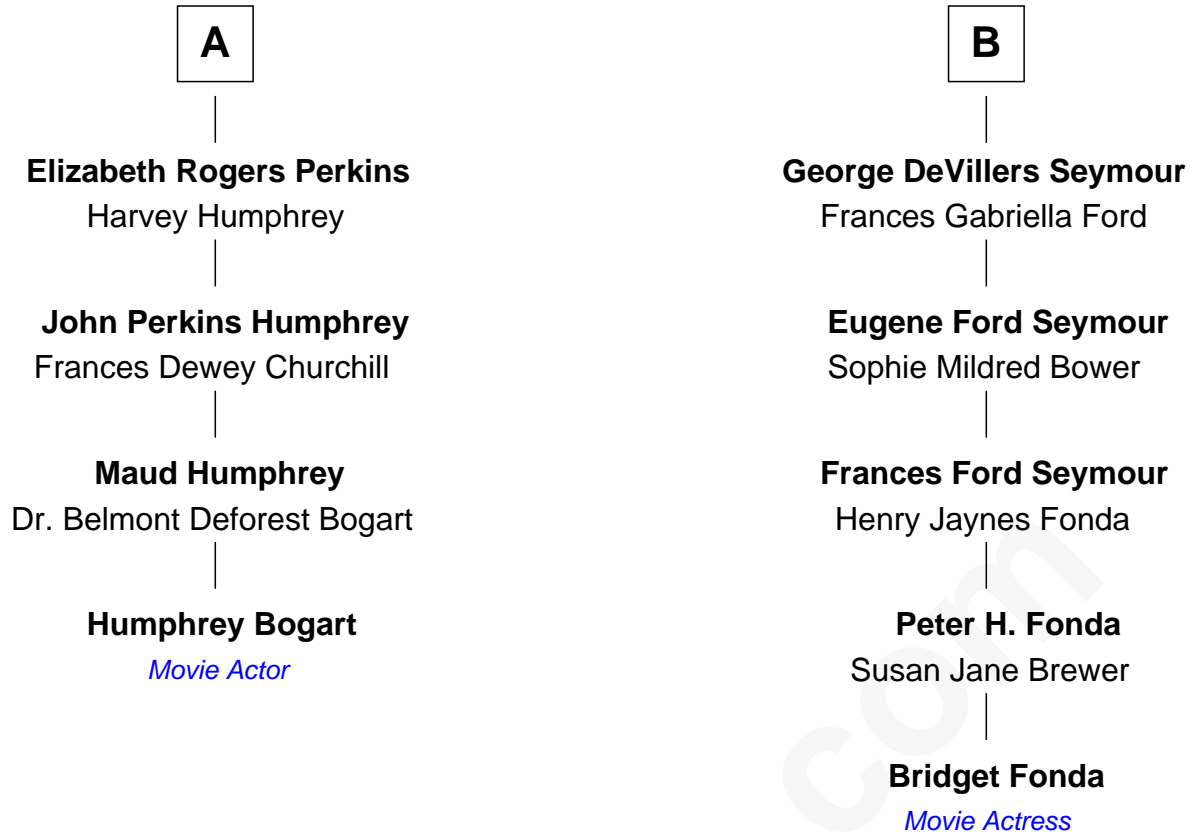 A
Elizabeth Rogers Perkins
Harvey Humphrey
John Perkins Humphrey
Frances Dewey Churchill
Maud Humphrey
Dr. Belmont Deforest Bogart
Humphrey Bogart
Movie Actor
B
George DeVillers Seymour
Frances Gabriella Ford
Eugene Ford Seymour
Sophie Mildred Bower
Frances Ford Seymour
Henry Jaynes Fonda
Peter H. Fonda
Susan Jane Brewer
Bridget Fonda
Movie Actress
com